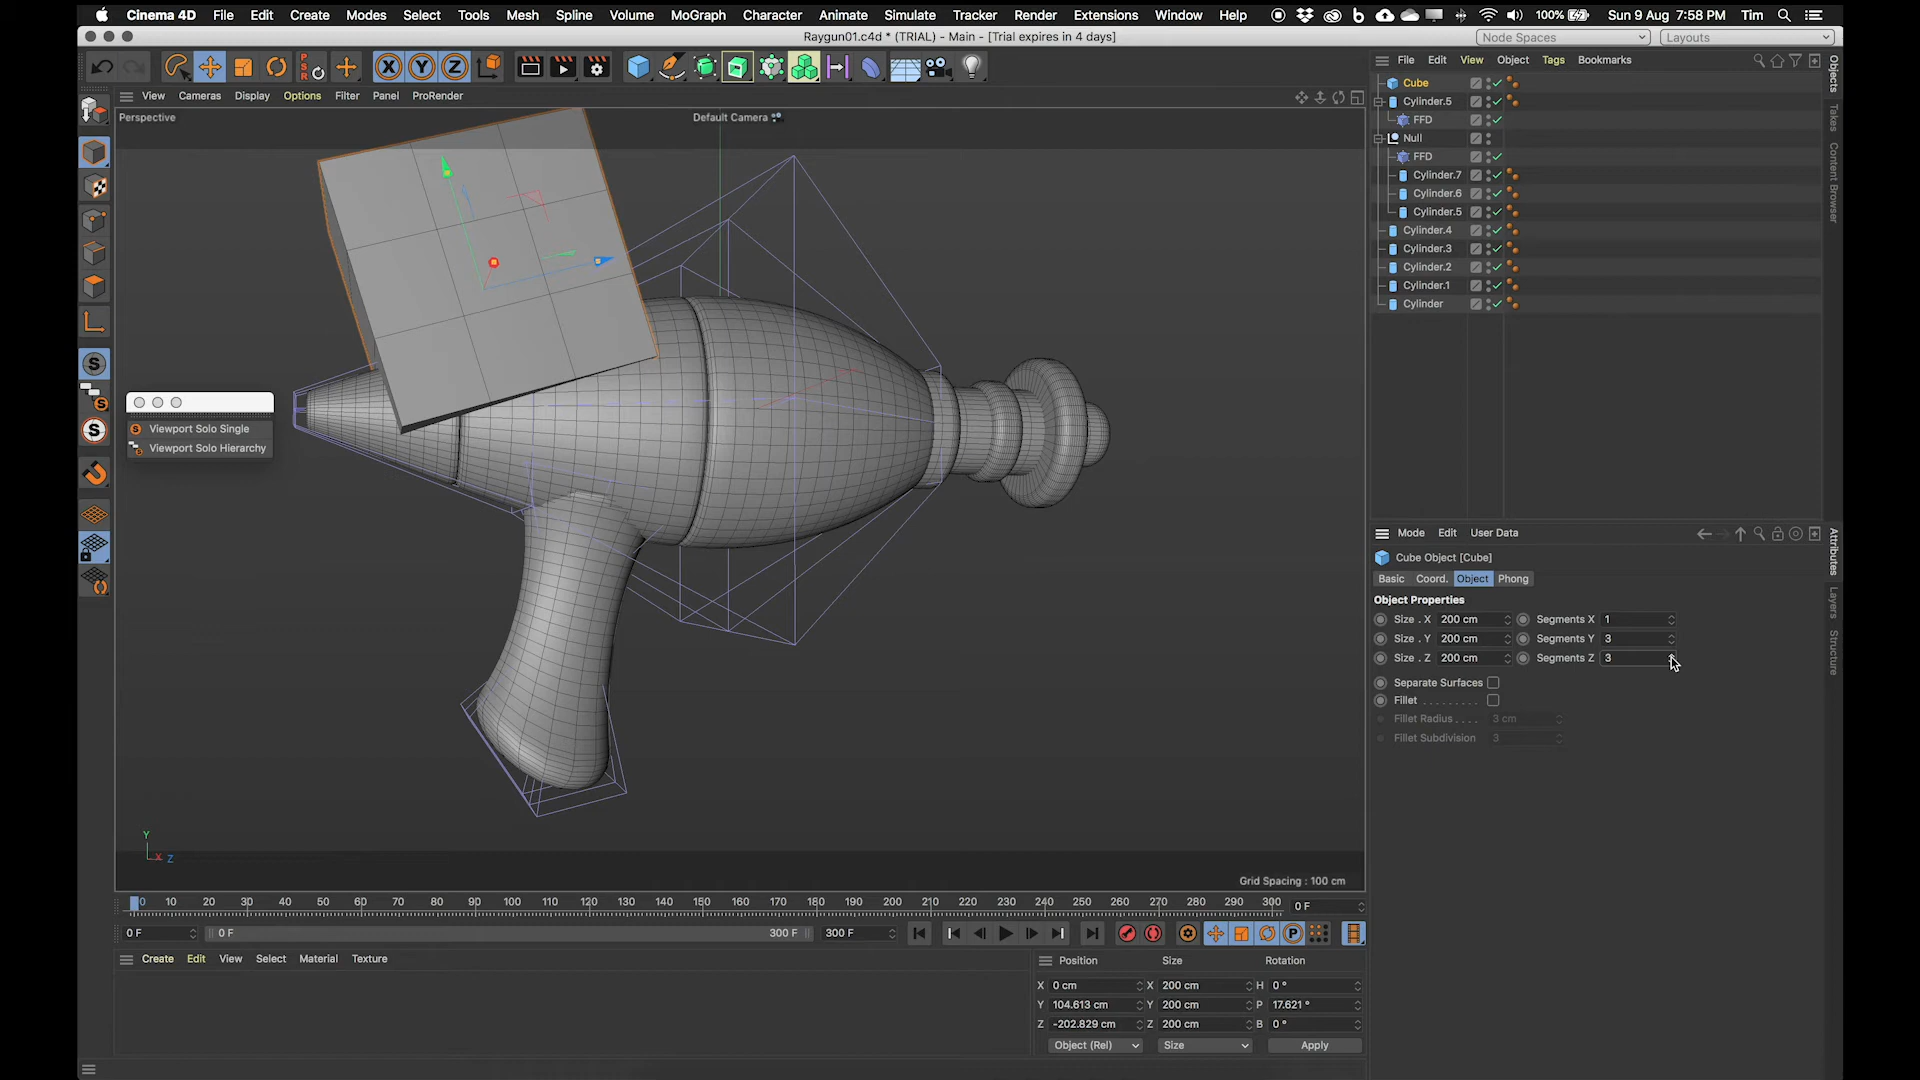 Cinema 4D File Edit Create Modes Select Tools Mesh Spline Volume MoGraph Character Animate Simulate Tracker Render Extensions Window Help 100% Sun 9 Aug 7:58 PM Tim
Raygun01.c4d * (TRIAL) - Main - [Trial expires in 4 days] Node Spaces Layouts
X Y Z
PSR
File Edit View Object Tags Bookmarks
View Cameras Display Options Filter Panel ProRender
Perspective
Default Camera
Cube
Cylinder.5
FFD
Null
FFD
Cylinder.7
Cylinder.6
Cylinder.5
Cylinder.4
Cylinder.3
Cylinder.2
Cylinder.1
Cylinder
Objects
Takes
Content Browser
Viewport Solo Single
Viewport Solo Hierarchy
Mode Edit User Data
Cube Object [Cube]
Basic Coord. Object Phong
Object Properties
Size . X 200 cm Segments X 1
Size . Y 200 cm Segments Y 3
Size . Z 200 cm Segments Z 3
Separate Surfaces
Fillet
Fillet Radius 3 cm
Fillet Subdivision 3
Attributes
Layers
Structure
Y
X Z
Grid Spacing : 100 cm
0 10 20 30 40 50 60 70 80 90 100 110 120 130 140 150 160 170 180 190 200 210 220 230 240 250 260 270 280 290 300 0 F
0 F 0 F 300 F 300 F
Create Edit View Select Material Texture
Position Size Rotation
X 0 cm X 200 cm H 0 °
Y 104.613 cm Y 200 cm P 17.621 °
Z -202.829 cm Z 200 cm B 0 °
Object (Rel) Size Apply